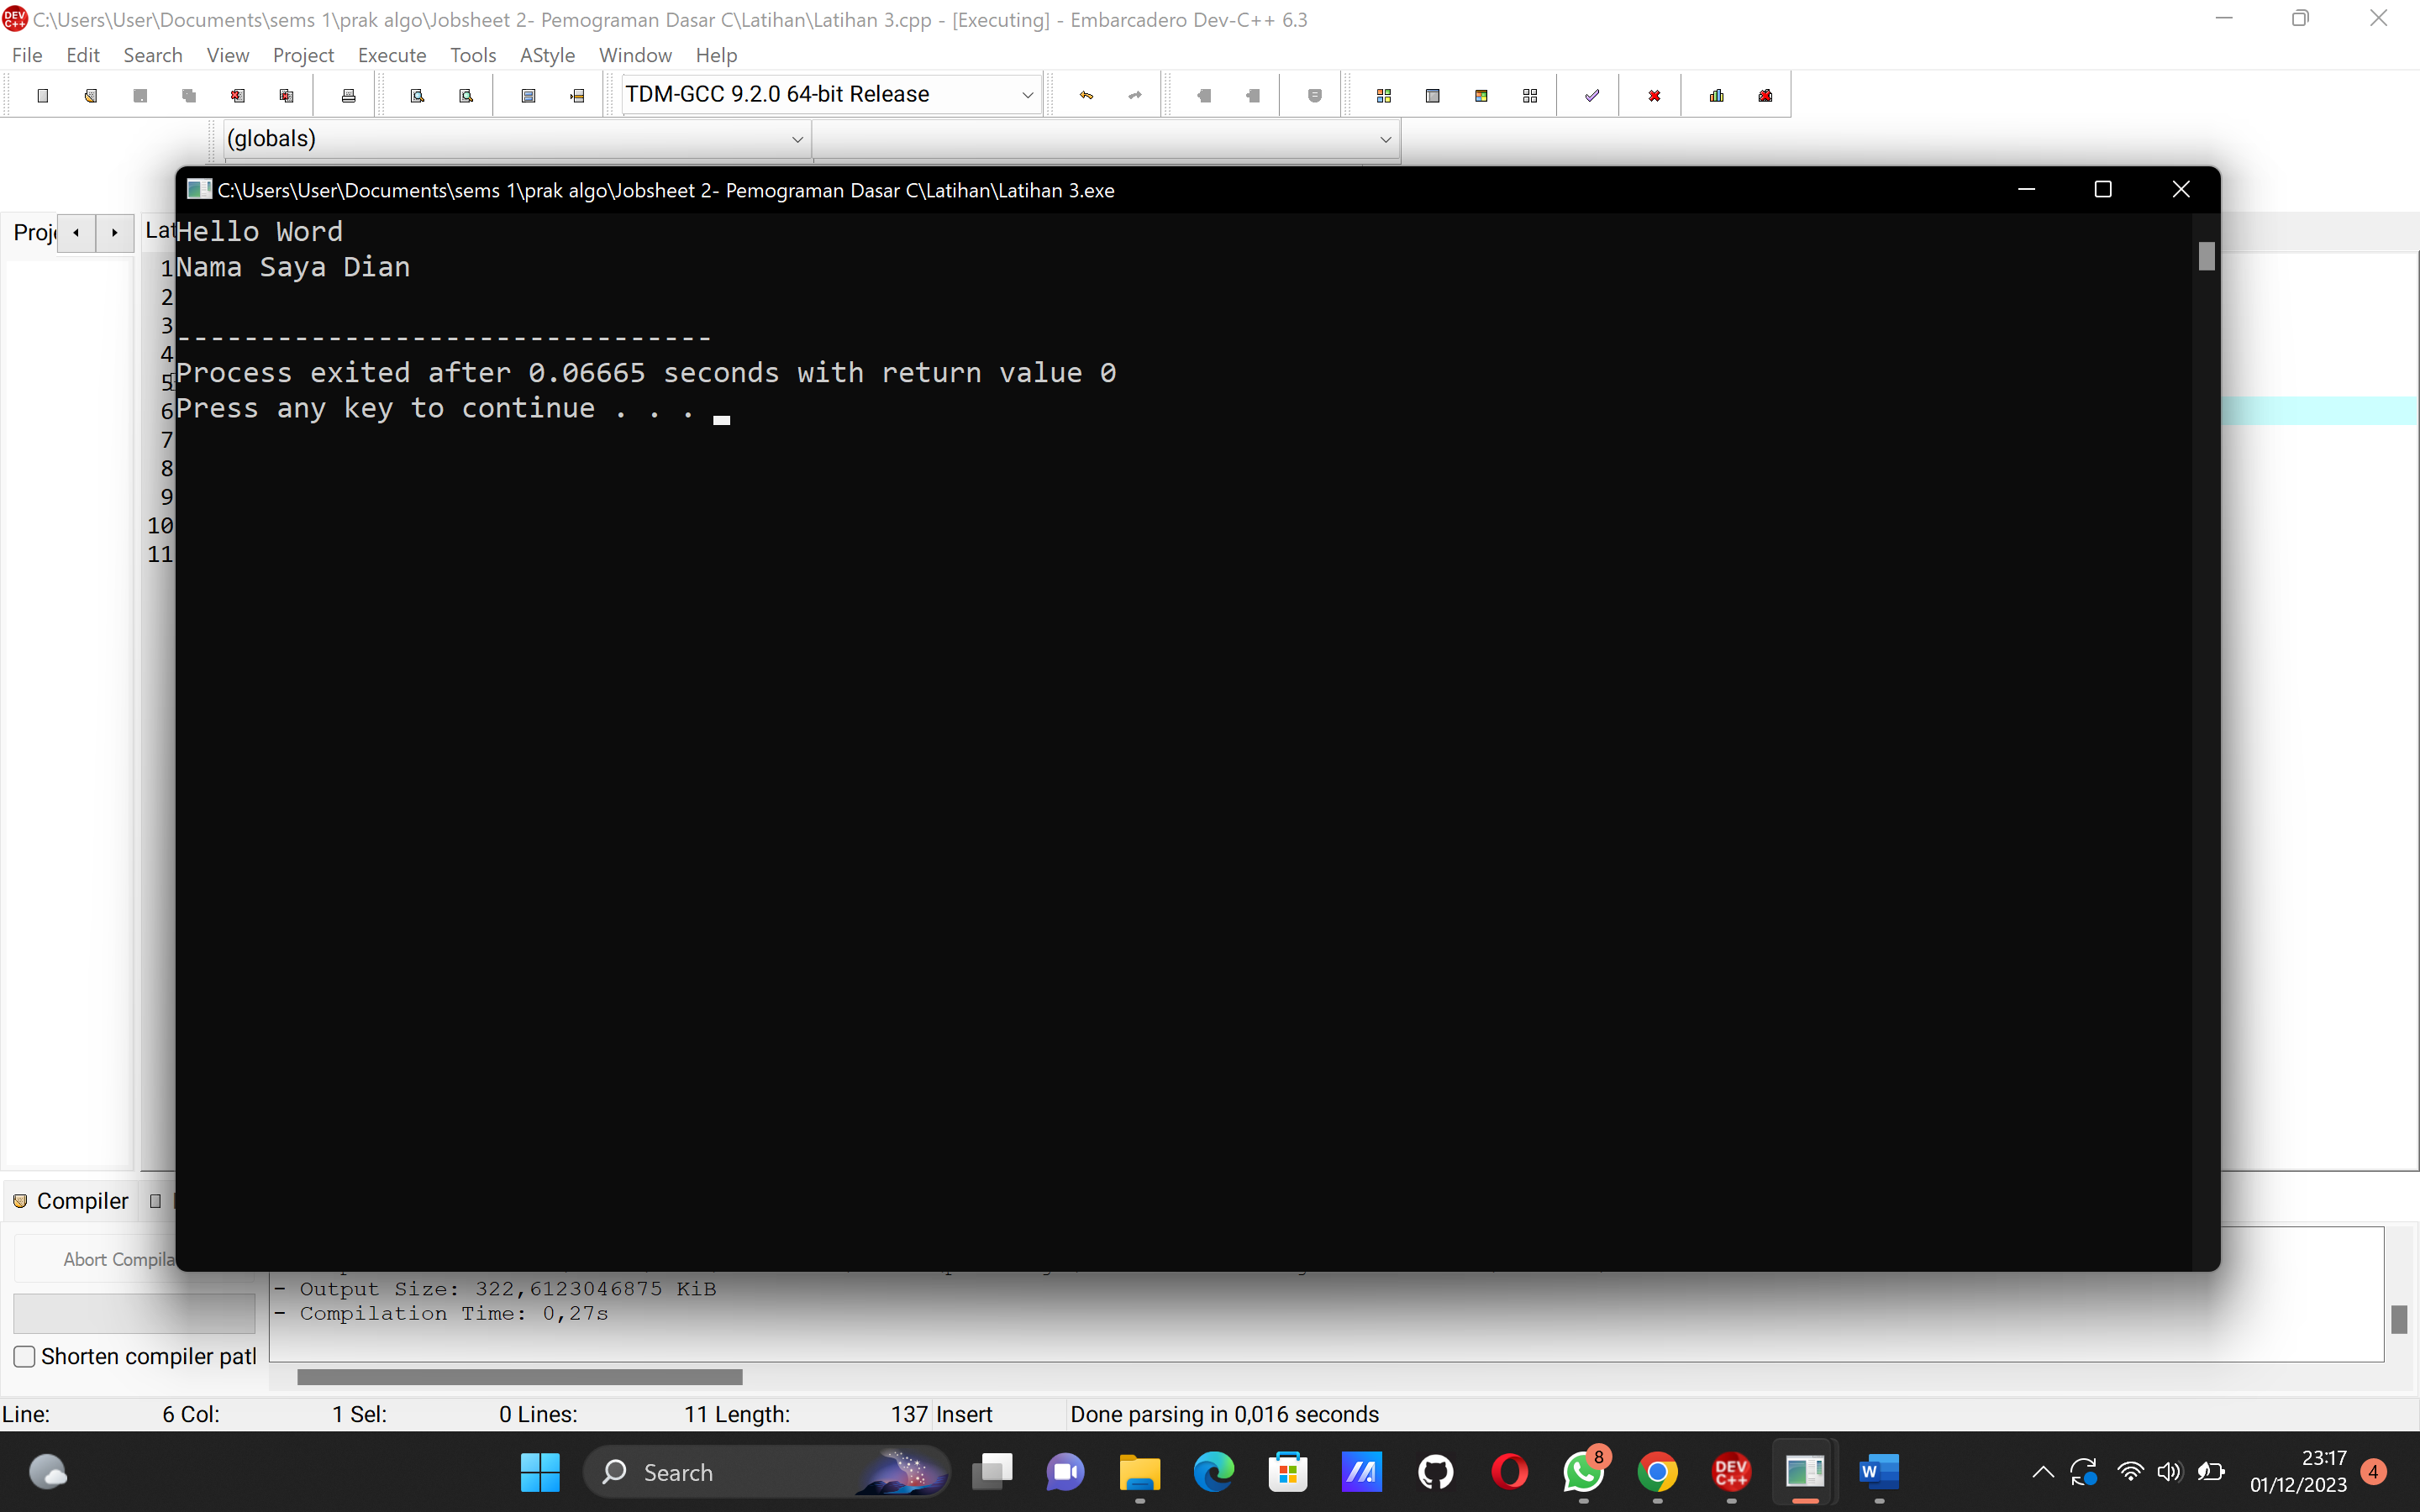 C:\Users\User\Documents\sems 1\prak algo\Jobsheet 2- Pemograman Dasar C\Latihan\Latihan 3.cpp - [Executing] - Embarcadero Dev-C++ 6.3
File Edit Search View Project Execute Tools AStyle Window Help
TDM-GCC 9.2.0 64-bit Release
(globals)
C:\Users\User\Documents\sems 1\prak algo\Jobsheet 2- Pemograman Dasar C\Latihan\Latihan 3.exe
Hello Word
Nama Saya Dian
--------------------------------
Process exited after 0.06665 seconds with return value 0
Press any key to continue . . .
1
2
3
4
5
6
7
8
9
10
11
Compiler
- Output Size: 322,6123046875 KiB
- Compilation Time: 0,27s
Shorten compiler
Line: 6 Col: 1 Sel: 0 Lines: 11 Length: 137 Insert Done parsing in 0,016 seconds
Search
8
DEV C++
W
23:17
01/12/2023
4